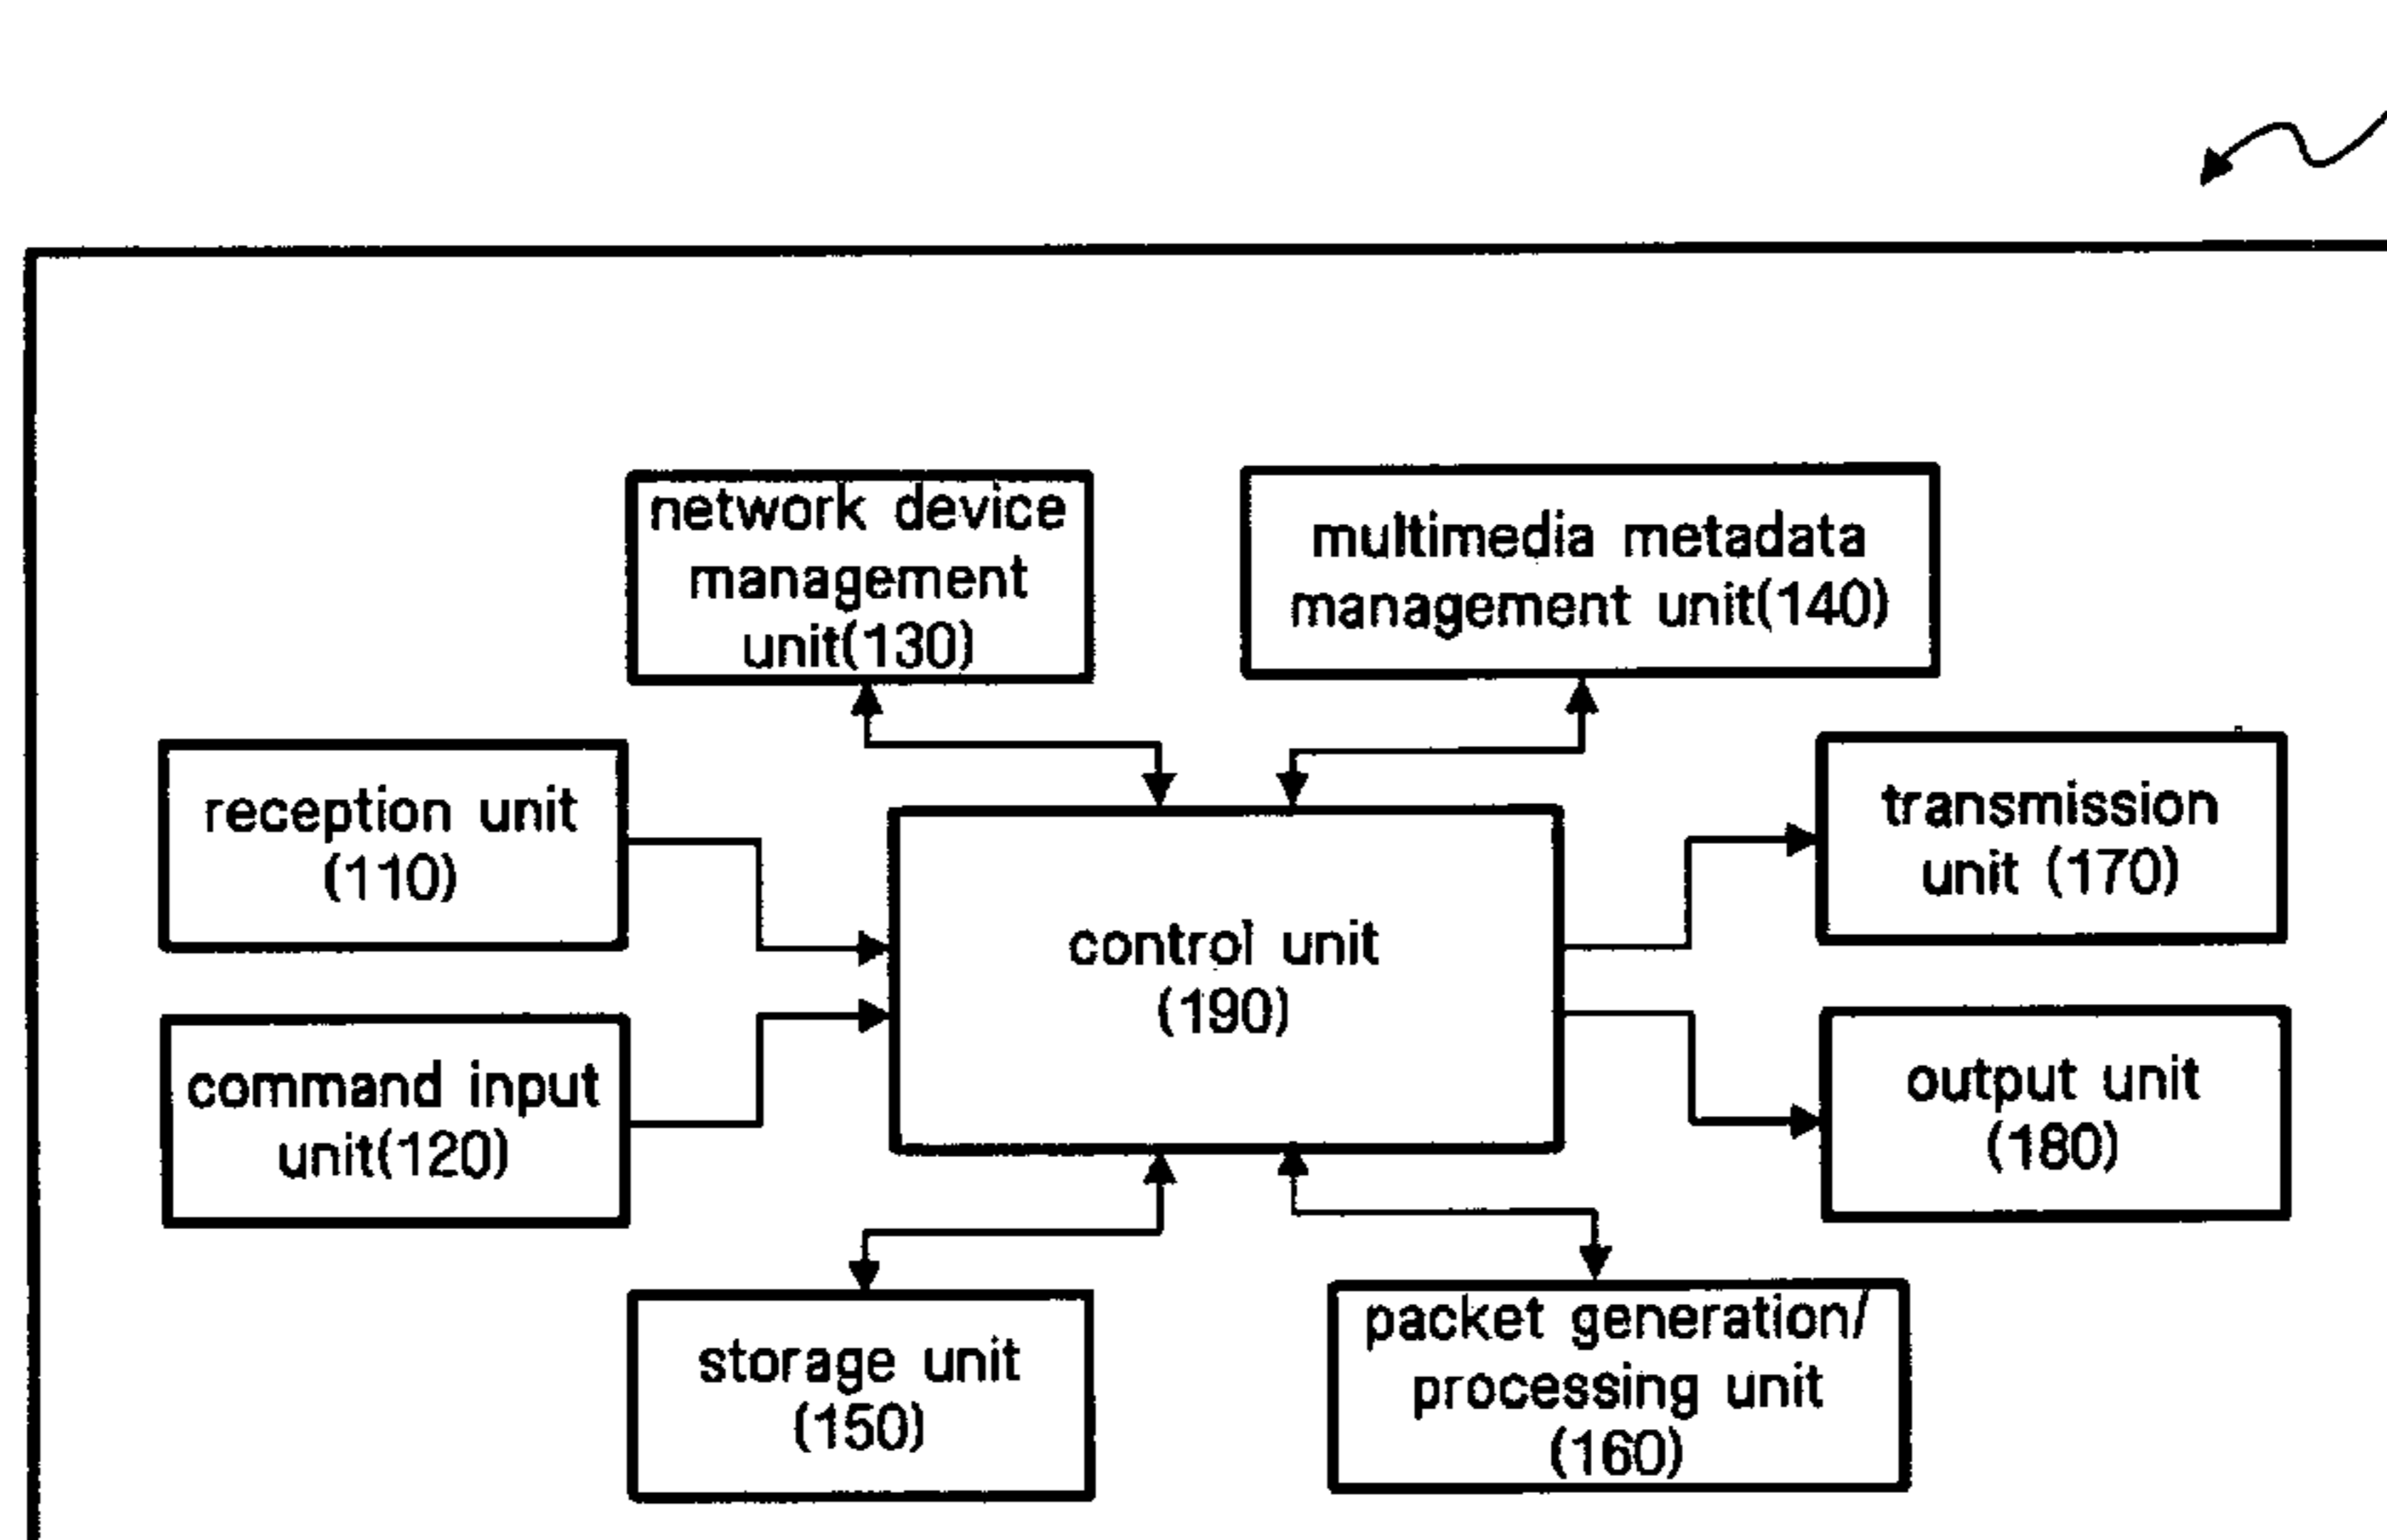 network device
management
unit(130)
multimedia metadata
management unit(140)
reception unit
(110)
transmission
unit (170)
control unit
(190)
command input
unit(120)
output unit
(180)
storage unit
(150)
packet generation/
processing unit
(160)